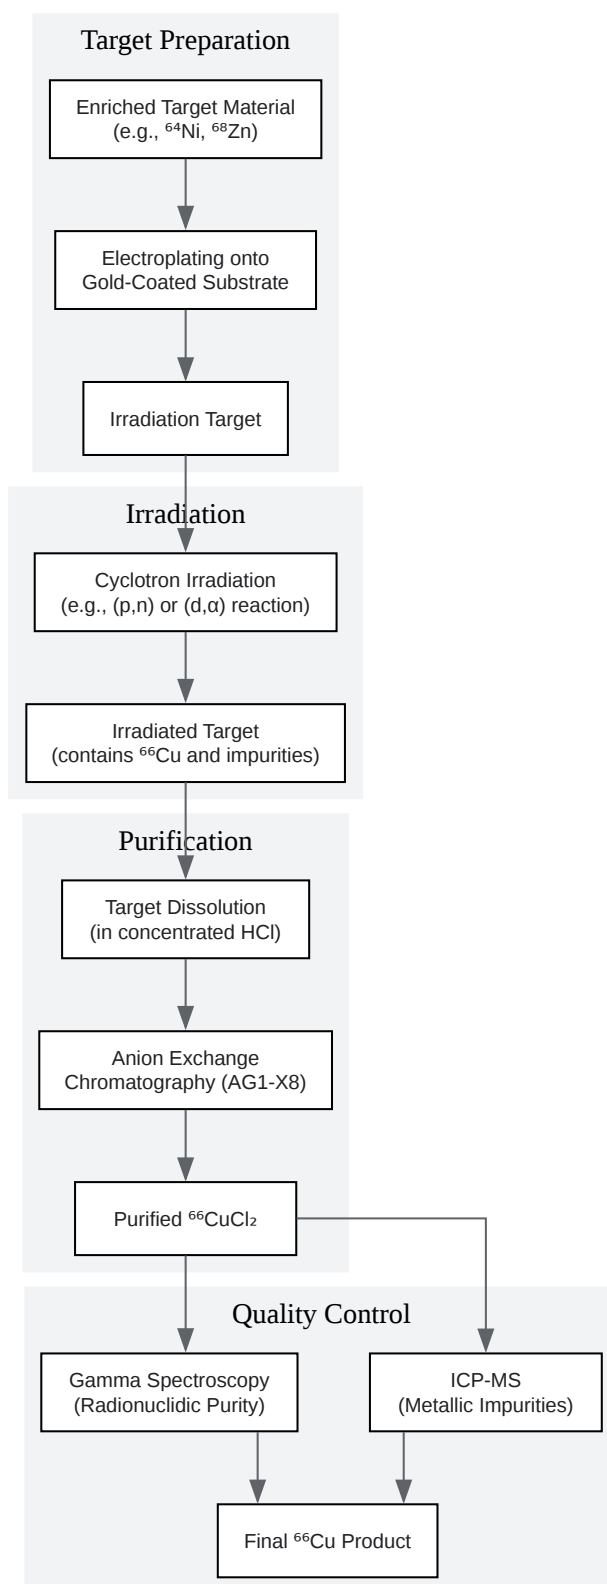 Target Preparation
Enriched Target Material
(e.g., ⁶⁴Ni, ⁶⁸Zn)
Electroplating onto
Gold-Coated Substrate
Irradiation Target
Irradiation
Cyclotron Irradiation
(e.g., (p,n) or (d,α) reaction)
Irradiated Target
(contains ⁶⁶Cu and impurities)
Purification
Target Dissolution
(in concentrated HCl)
Anion Exchange
Chromatography (AG1-X8)
Purified ⁶⁶CuCl₂
Quality Control
Gamma Spectroscopy
(Radionuclidic Purity)
ICP-MS
(Metallic Impurities)
Final ⁶⁶Cu Product